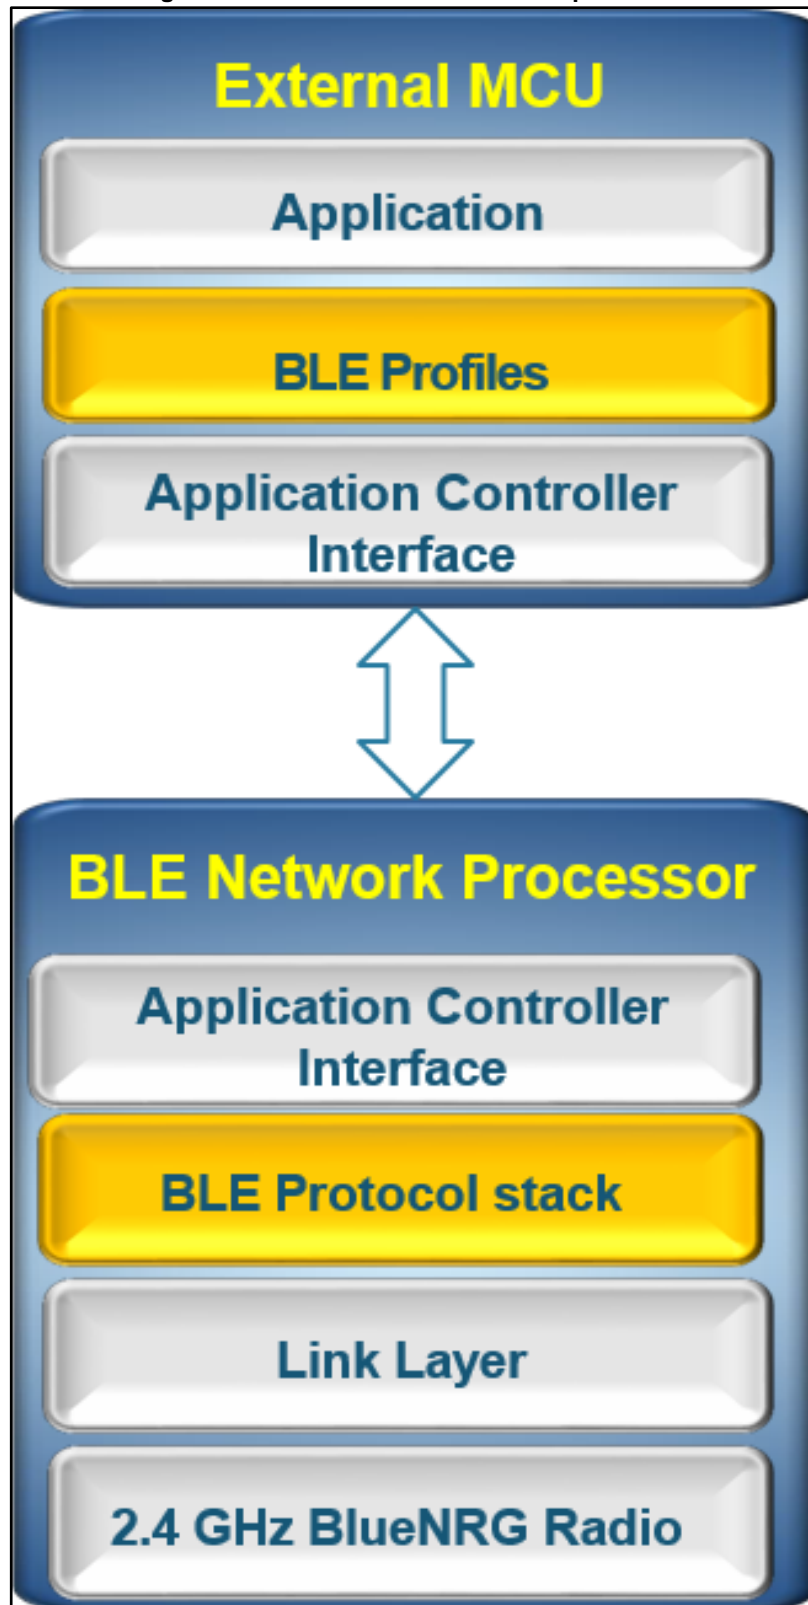 External MCU
Application
BLE Profiles
Application Controller
Interface
BLE Network Processor
Application Controller
Interface
BLE Protocol stack
Link Layer
2.4 GHz BlueNRG Radio